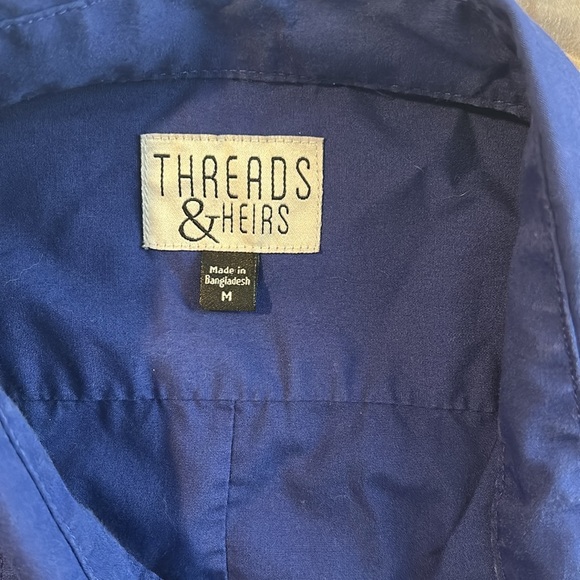 THREADS
& HEIRS
Made in
Bangladesh
M